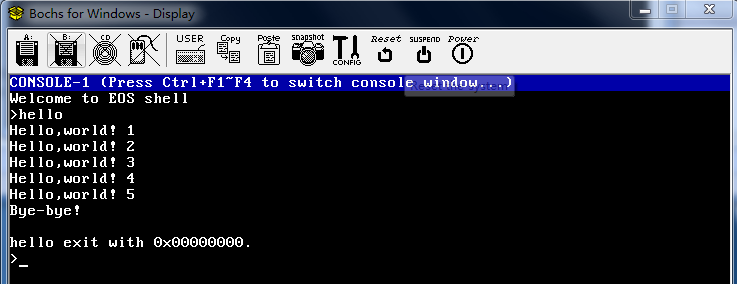 Bochs for Windows - Display
A: B: CD USER Copy Paste Snapshot CONFIG Reset SUSPEND Power
CONSOLE-1 (Press Ctrl+F1~F4 to switch console window...)
Welcome to EOS shell
>hello
Hello,world! 1
Hello,world! 2
Hello,world! 3
Hello,world! 4
Hello,world! 5
Bye-bye!
hello exit with 0x00000000.
>_